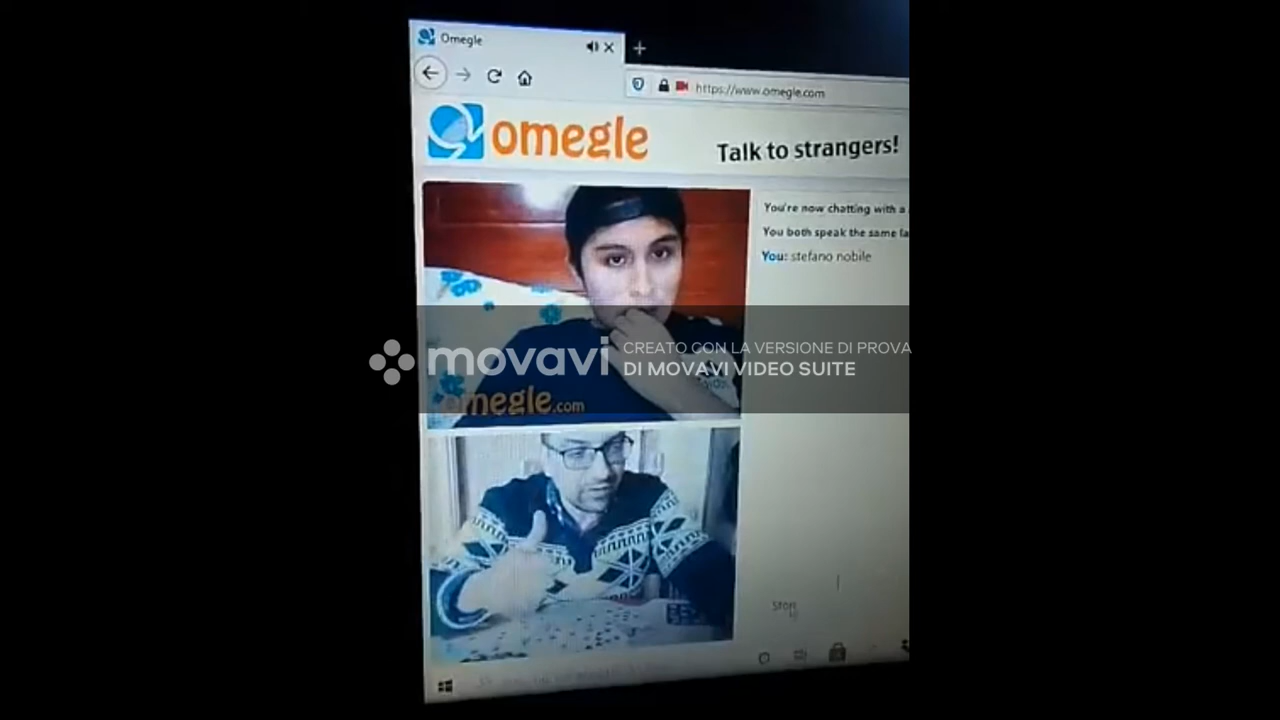 Omegle
https://www.omegle.com
omegle
Talk to strangers!
You're now chatting with a
You both speak the same la
You: stefano nobile
movavi
CREATO CON LA VERSIONE DI PROVA
DI MOVAVI VIDEO SUITE
omegle.com